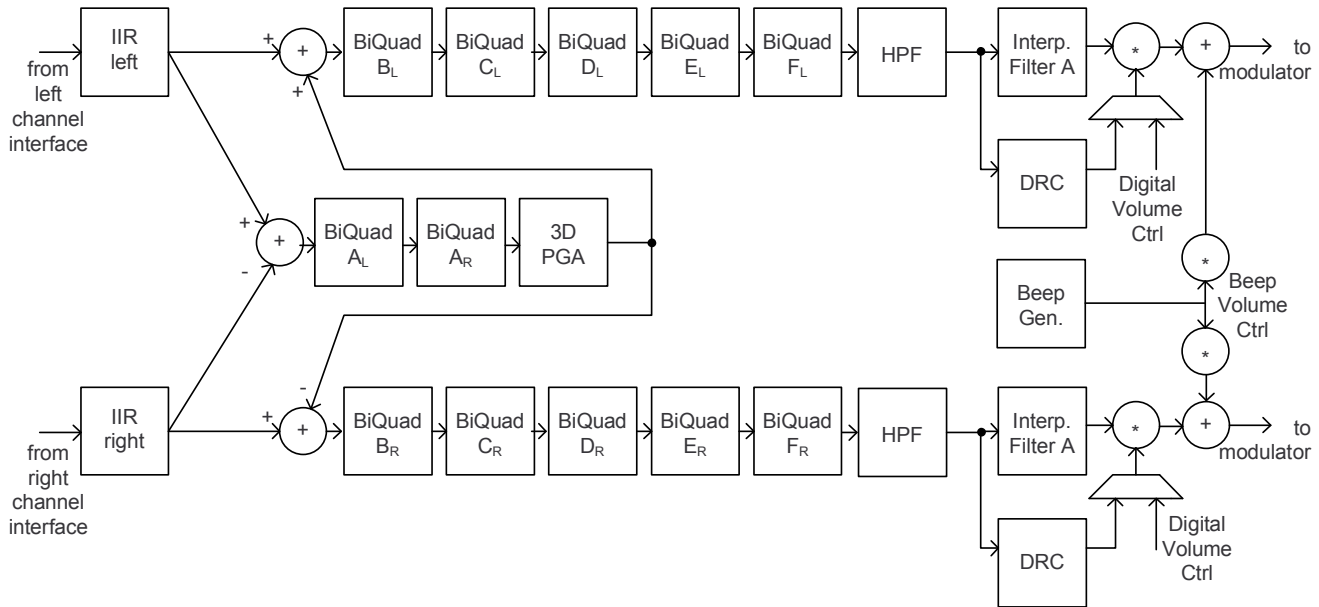 IIR
left
from
left
channel
interface
+
+
+
BiQuad
BL
BiQuad
CL
BiQuad
DL
BiQuad
EL
BiQuad
FL
HPF
Interp.
Filter A
*
+
to
modulator
DRC
Digital
Volume
Ctrl
+
-
+
BiQuad
AL
BiQuad
AR
3D
PGA
Beep
Gen.
*
Beep
Volume
Ctrl
*
IIR
right
from
right
channel
interface
+
-
+
BiQuad
BR
BiQuad
CR
BiQuad
DR
BiQuad
ER
BiQuad
FR
HPF
Interp.
Filter A
*
+
to
modulator
DRC
Digital
Volume
Ctrl